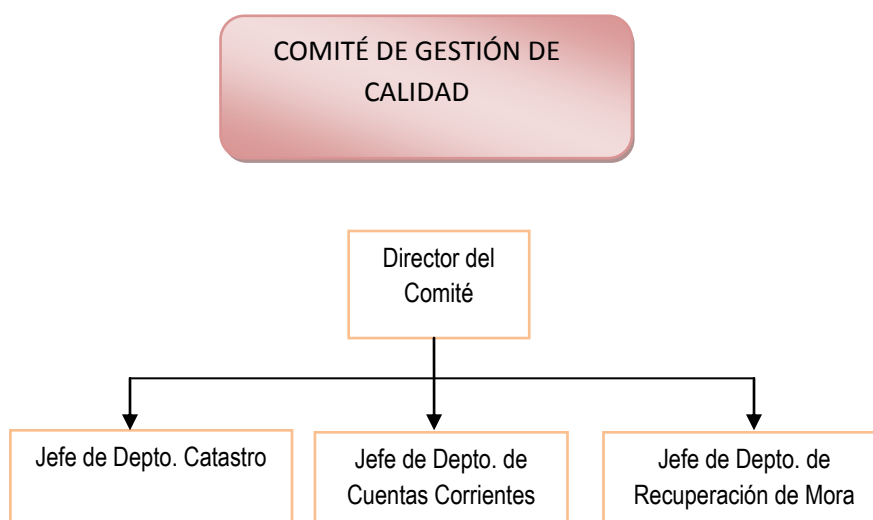 COMITÉ DE GESTIÓN DE
CALIDAD
Director del
Comité
Jefe de Depto. Catastro
Jefe de Depto. de
Cuentas Corrientes
Jefe de Depto. de
Recuperación de Mora